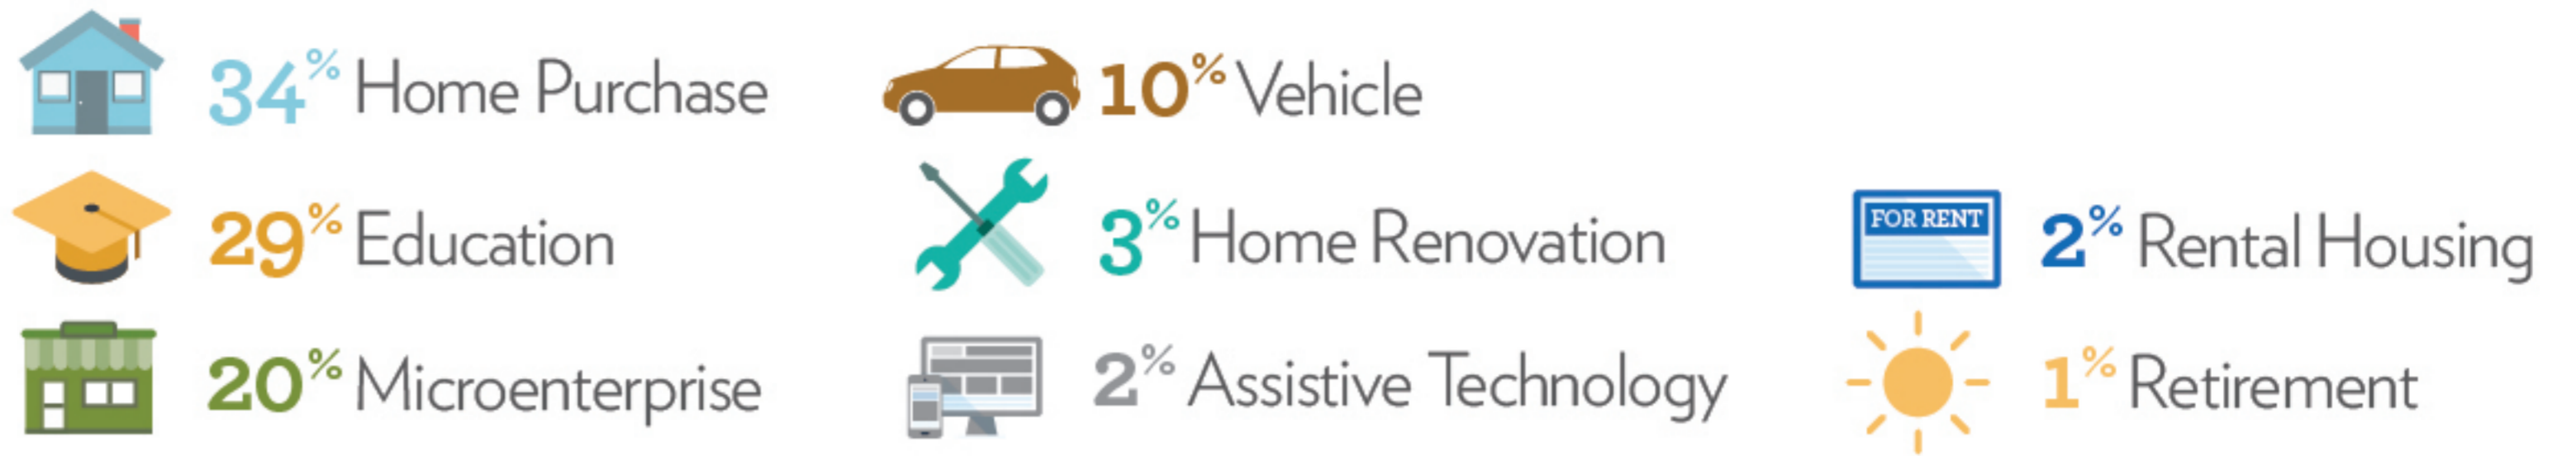 34% Home Purchase
29% Education
20% Microenterprise
10% Vehicle
3% Home Renovation
2% Assistive Technology
FOR RENT
2% Rental Housing
1% Retirement